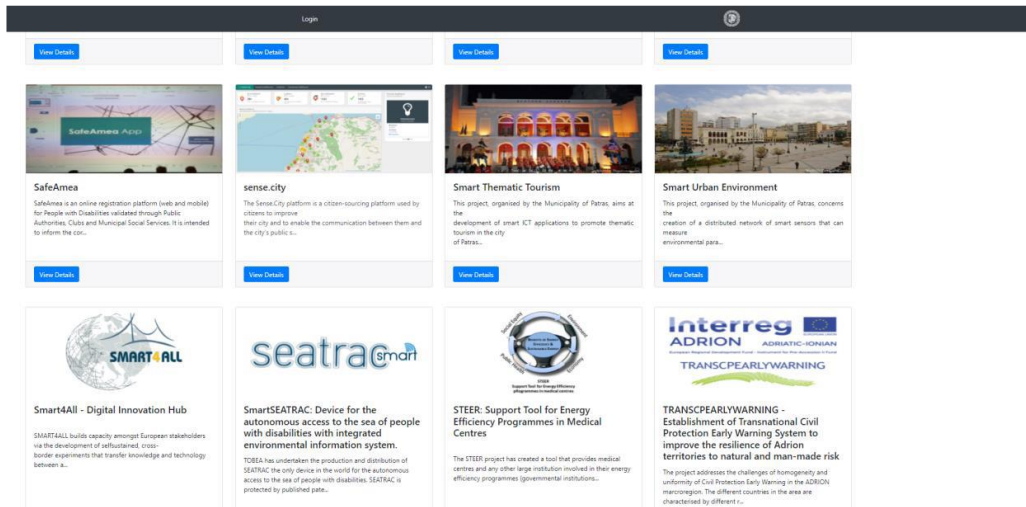 Login
View Details
View Details
View Details
View Details
SafeAmea App
SafeAmea
SafeAmea is an online registration platform (web and mobile)
for People with Disabilities validated through Public
Authorities, Clubs and Municipal Social Services. It is intended
to inform the cor...
View Details
sense.city
The Sense.City platform is a citizen-sourcing platform used by
citizens to improve
their city and to enable the communication between them and
the city's public s...
View Details
Smart Thematic Tourism
This project, organised by the Municipality of Patras, aims at
the
development of smart ICT applications to promote thematic
tourism in the city
of Patras...
View Details
Smart Urban Environment
This project, organised by the Municipality of Patras, concerns
the
creation of a distributed network of smart sensors that can
measure
environmental para...
View Details
SMART4ALL
Smart4All - Digital Innovation Hub
SMART4ALL builds capacity amongst European stakeholders
via the development of selfsustained, cross-
border experiments that transfer knowledge and technology
between a...
seatrac smart
SmartSEATRAC: Device for the
autonomous access to the sea of people
with disabilities with integrated
environmental information system.
TOBEA has undertaken the production and distribution of
SEATRAC the only device in the world for the autonomous
access to the sea of people with disabilities. SEATRAC is
protected by published pate...
STEER
Support Tool for Energy Efficiency
STEER: Support Tool for Energy
Efficiency Programmes in Medical
Centres
The STEER project has created a tool that provides medical
centres and any other large institution involved in their energy
efficiency programmes (governmental institutions...
Interreg
ADRION ADRIATIC-IONIAN
TRANSCPEARLYWARNING
TRANSCPEARLYWARNING -
Establishment of Transnational Civil
Protection Early Warning System to
improve the resilience of Adrion
territories to natural and man-made risk
The project addresses the challenges of homogeneity and
uniformity of Civil Protection Early Warning in the ADRION
marcroregion. The different countries in the area are
characterised by different r...